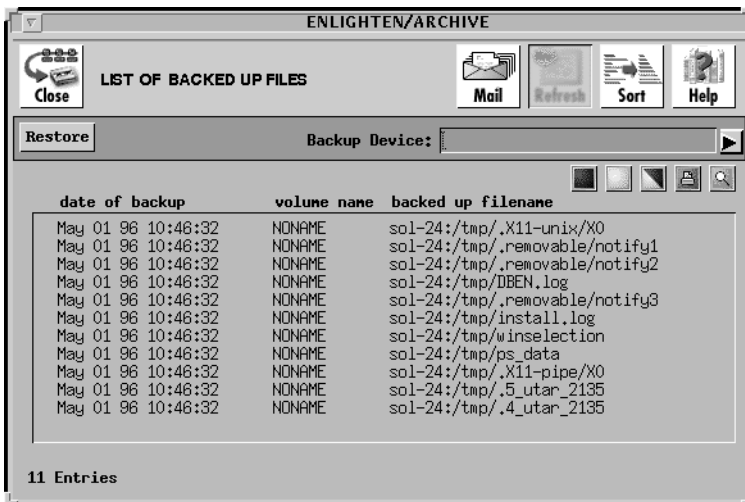 ENLIGHTEN/ARCHIVE
Close
LIST OF BACKED UP FILES
Mail
Refresh
Sort
Help
Restore
Backup Device:
date of backup volume name backed up filename
May 01 96 10:46:32 NONAME sol-24:/tmp/.X11-unix/X0
May 01 96 10:46:32 NONAME sol-24:/tmp/.removable/notify1
May 01 96 10:46:32 NONAME sol-24:/tmp/.removable/notify2
May 01 96 10:46:32 NONAME sol-24:/tmp/DBEN.log
May 01 96 10:46:32 NONAME sol-24:/tmp/.removable/notify3
May 01 96 10:46:32 NONAME sol-24:/tmp/install.log
May 01 96 10:46:32 NONAME sol-24:/tmp/winselection
May 01 96 10:46:32 NONAME sol-24:/tmp/ps_data
May 01 96 10:46:32 NONAME sol-24:/tmp/.X11-pipe/X0
May 01 96 10:46:32 NONAME sol-24:/tmp/.5_utar_2135
May 01 96 10:46:32 NONAME sol-24:/tmp/.4_utar_2135
11 Entries